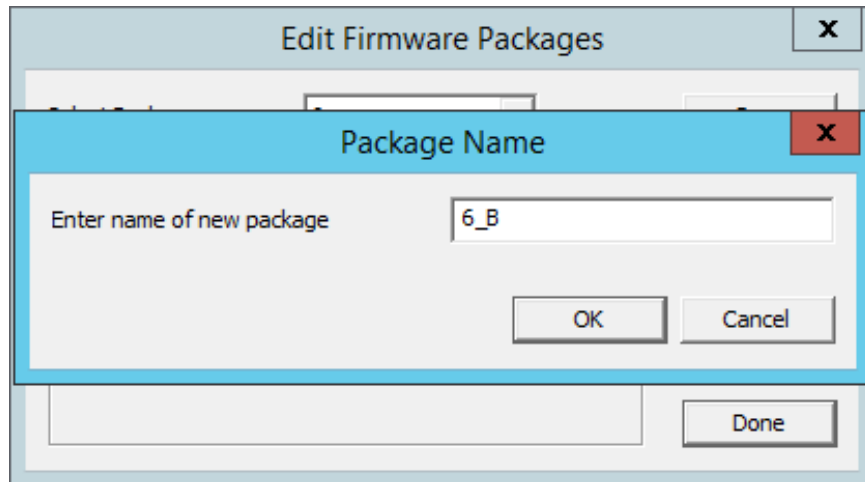 Edit Firmware Packages
x
Package Name
x
Enter name of new package
6_B
OK
Cancel
Done